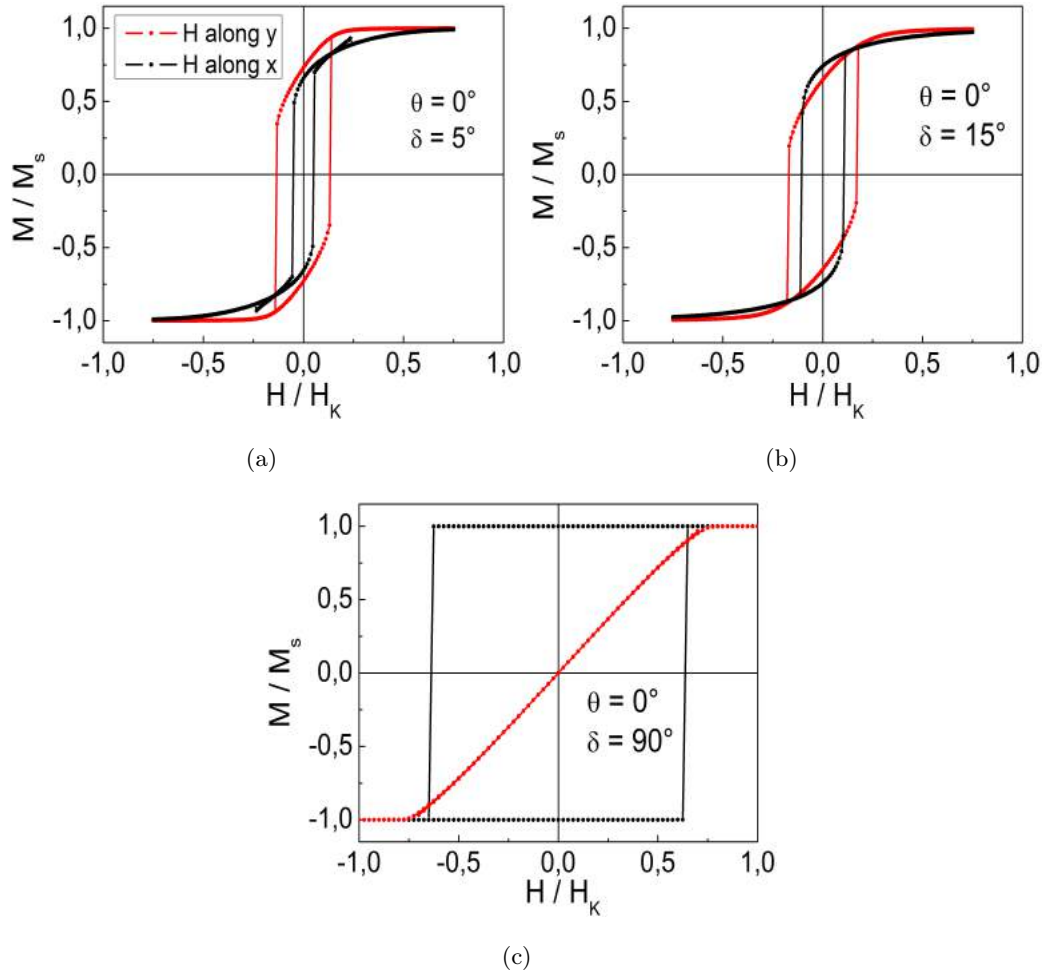 1,0
0,5
0,0
-0,5
-1,0
M / Ms
H along y
H along x
θ = 0°
δ = 5°
-1,0 -0,5 0,0 0,5 1,0
H / HK
(a)
1,0
0,5
0,0
-0,5
-1,0
M / Ms
θ = 0°
δ = 15°
-1,0 -0,5 0,0 0,5 1,0
H / HK
(b)
1,0
0,5
0,0
-0,5
-1,0
M / Ms
θ = 0°
δ = 90°
-1,0 -0,5 0,0 0,5 1,0
H / HK
(c)